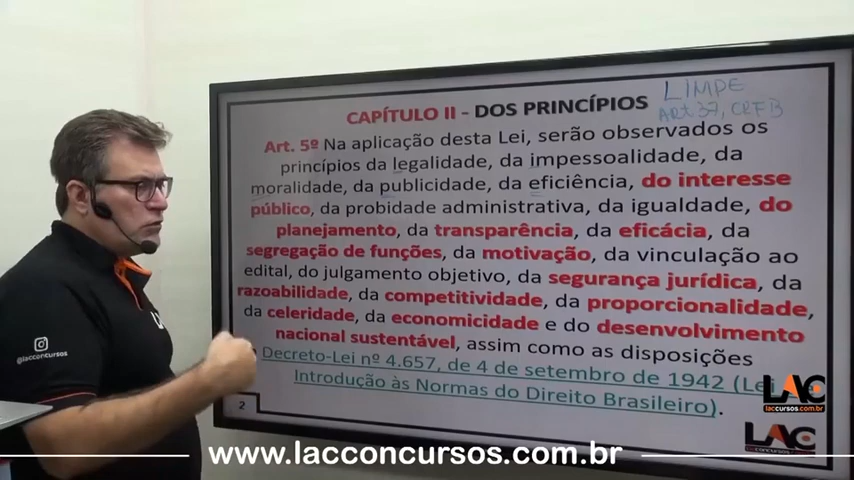 LIMPE
CAPÍTULO II - DOS PRINCÍPIOS
Art. 37, CRFB
Art. 5º Na aplicação desta Lei, serão observados os
princípios da legalidade, da impessoalidade, da
moralidade, da publicidade, da eficiência, do interesse
público, da probidade administrativa, da igualdade, do
planejamento, da transparência, da eficácia, da
segregação de funções, da motivação, da vinculação ao
edital, do julgamento objetivo, da segurança jurídica, da
razoabilidade, da competitividade, da proporcionalidade,
da celeridade, da economicidade e do desenvolvimento
nacional sustentável, assim como as disposições
Decreto-Lei nº 4.657, de 4 de setembro de 1942 (Lei
Introdução às Normas do Direito Brasileiro).
2
LAC
laccursos.com.br
LAC
@lacconcursos
www.lacconcursos.com.br